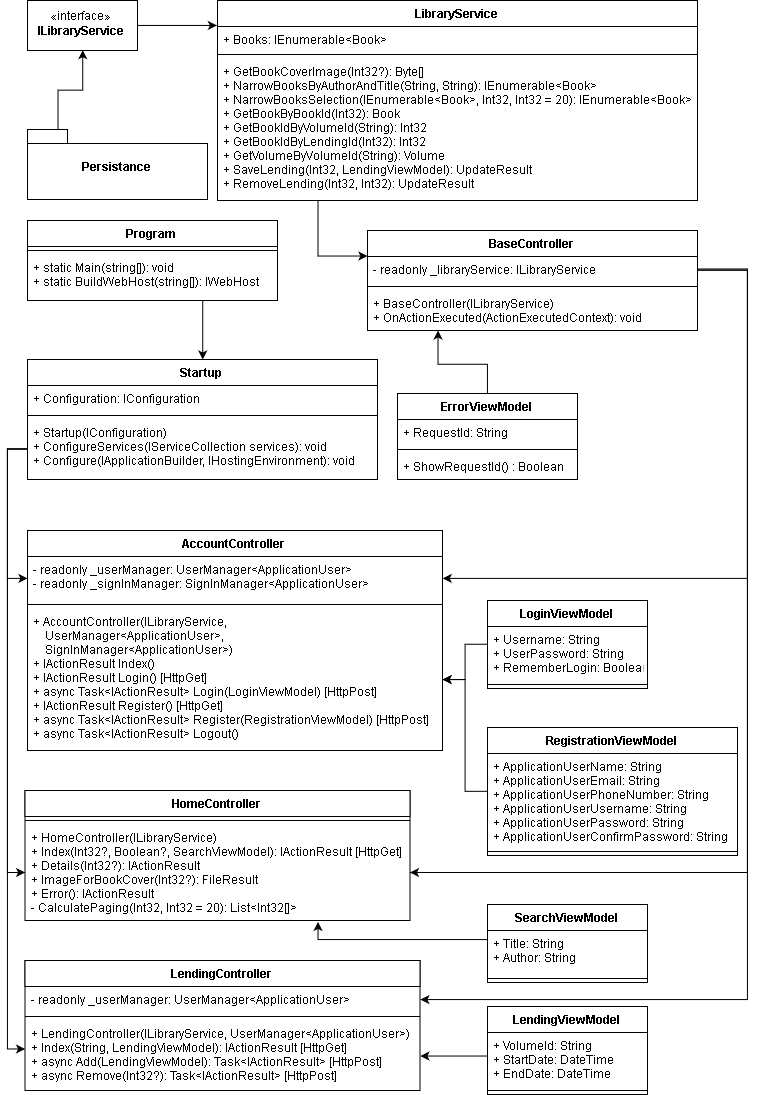 «interface»
ILibraryService
LibraryService
+ Books: IEnumerable<Book>
+ GetBookCoverImage(Int32?): Byte[]
+ NarrowBooksByAuthorAndTitle(String, String): IEnumerable<Book>
+ NarrowBooksSelection(IEnumerable<Book>, Int32, Int32 = 20): IEnumerable<Book>
+ GetBookByBookId(Int32): Book
+ GetBookIdByVolumeId(String): Int32
+ GetBookIdByLendingId(Int32): Int32
+ GetVolumeByVolumeId(String): Volume
+ SaveLending(Int32, LendingViewModel): UpdateResult
+ RemoveLending(Int32, Int32): UpdateResult
Persistance
Program
+ static Main(string[]): void
+ static BuildWebHost(string[]): IWebHost
BaseController
- readonly _libraryService: ILibraryService
+ BaseController(ILibraryService)
+ OnActionExecuted(ActionExecutedContext): void
Startup
+ Configuration: IConfiguration
+ Startup(IConfiguration)
+ ConfigureServices(IServiceCollection services): void
+ Configure(IApplicationBuilder, IHostingEnvironment): void
ErrorViewModel
+ RequestId: String
+ ShowRequestId() : Boolean
AccountController
- readonly _userManager: UserManager<ApplicationUser>
- readonly _signInManager: SignInManager<ApplicationUser>
+ AccountController(ILibraryService,
UserManager<ApplicationUser>,
SignInManager<ApplicationUser>)
+ IActionResult Index()
+ IActionResult Login() [HttpGet]
+ async Task<IActionResult> Login(LoginViewModel) [HttpPost]
+ IActionResult Register() [HttpGet]
+ async Task<IActionResult> Register(RegistrationViewModel) [HttpPost]
+ async Task<IActionResult> Logout()
LoginViewModel
+ Username: String
+ UserPassword: String
+ RememberLogin: Boolea
RegistrationViewModel
+ ApplicationUserName: String
+ ApplicationUserEmail: String
+ ApplicationUserPhoneNumber: String
+ ApplicationUserUsername: String
+ ApplicationUserPassword: String
+ ApplicationUserConfirmPassword: String
HomeController
+ HomeController(ILibraryService)
+ Index(Int32?, Boolean?, SearchViewModel): IActionResult [HttpGet]
+ Details(Int32?): IActionResult
+ ImageForBookCover(Int32?): FileResult
+ Error(): IActionResult
- CalculatePaging(Int32, Int32 = 20): List<Int32[]>
SearchViewModel
+ Title: String
+ Author: String
LendingController
- readonly _userManager: UserManager<ApplicationUser>
+ LendingController(ILibraryService, UserManager<ApplicationUser>)
+ Index(String, LendingViewModel): IActionResult [HttpGet]
+ async Add(LendingViewModel): Task<IActionResult> [HttpPost]
+ async Remove(Int32?): Task<IActionResult> [HttpPost]
LendingViewModel
+ VolumeId: String
+ StartDate: DateTime
+ EndDate: DateTime